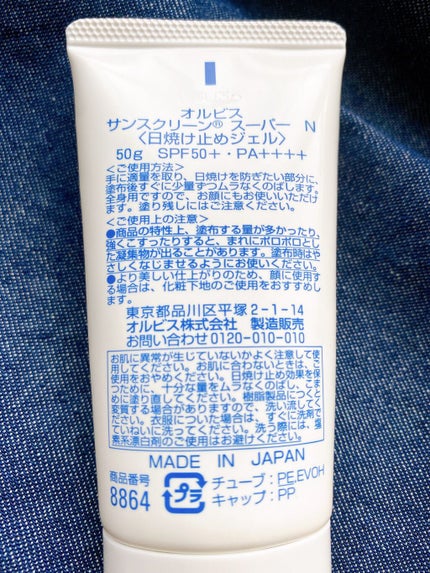 オルビス
サンスクリーン® スーパー N
〈日焼け止めジェル〉
50g SPF50+・PA++++
<ご使用方法>
手に適量を取り、日焼けを防ぎたい部分に、
塗布後すぐに少量ずつムラなくのばします。
全身用ですので、お顔にもお使いいただけ
ます。塗り残しにはご注意ください。
<ご使用上の注意>
●商品の特性上、塗布する量が多かったり、
強くこすったりすると、まれにポロポロとし
た凝集物が出ることがあります。塗布時はや
さしくなじませるようにお使いください。
●より美しい仕上がりのため、顔に使用す
る場合は、化粧下地のご使用をおすすめしま
す。
東京都品川区平塚2-1-14
オルビス株式会社 製造販売
お問い合わせ0120-010-010
お肌に異常が生じていないかよく注意して使
用してください。お肌に合わないときは、ご
使用をおやめください。日焼け止め効果を保
つために、十分な量をムラなくのばし、こま
めに塗り直してください。樹脂製品につくと
変質する場合がありますので、洗い流してく
ださい。衣服についた場合は、すぐに洗剤で
ていねいに洗ってください。洗う際には、塩
素系漂白剤のご使用はお避けください。
MADE IN JAPAN
商品番号
8864
プラ
チューブ：PE,EVOH
キャップ：PP